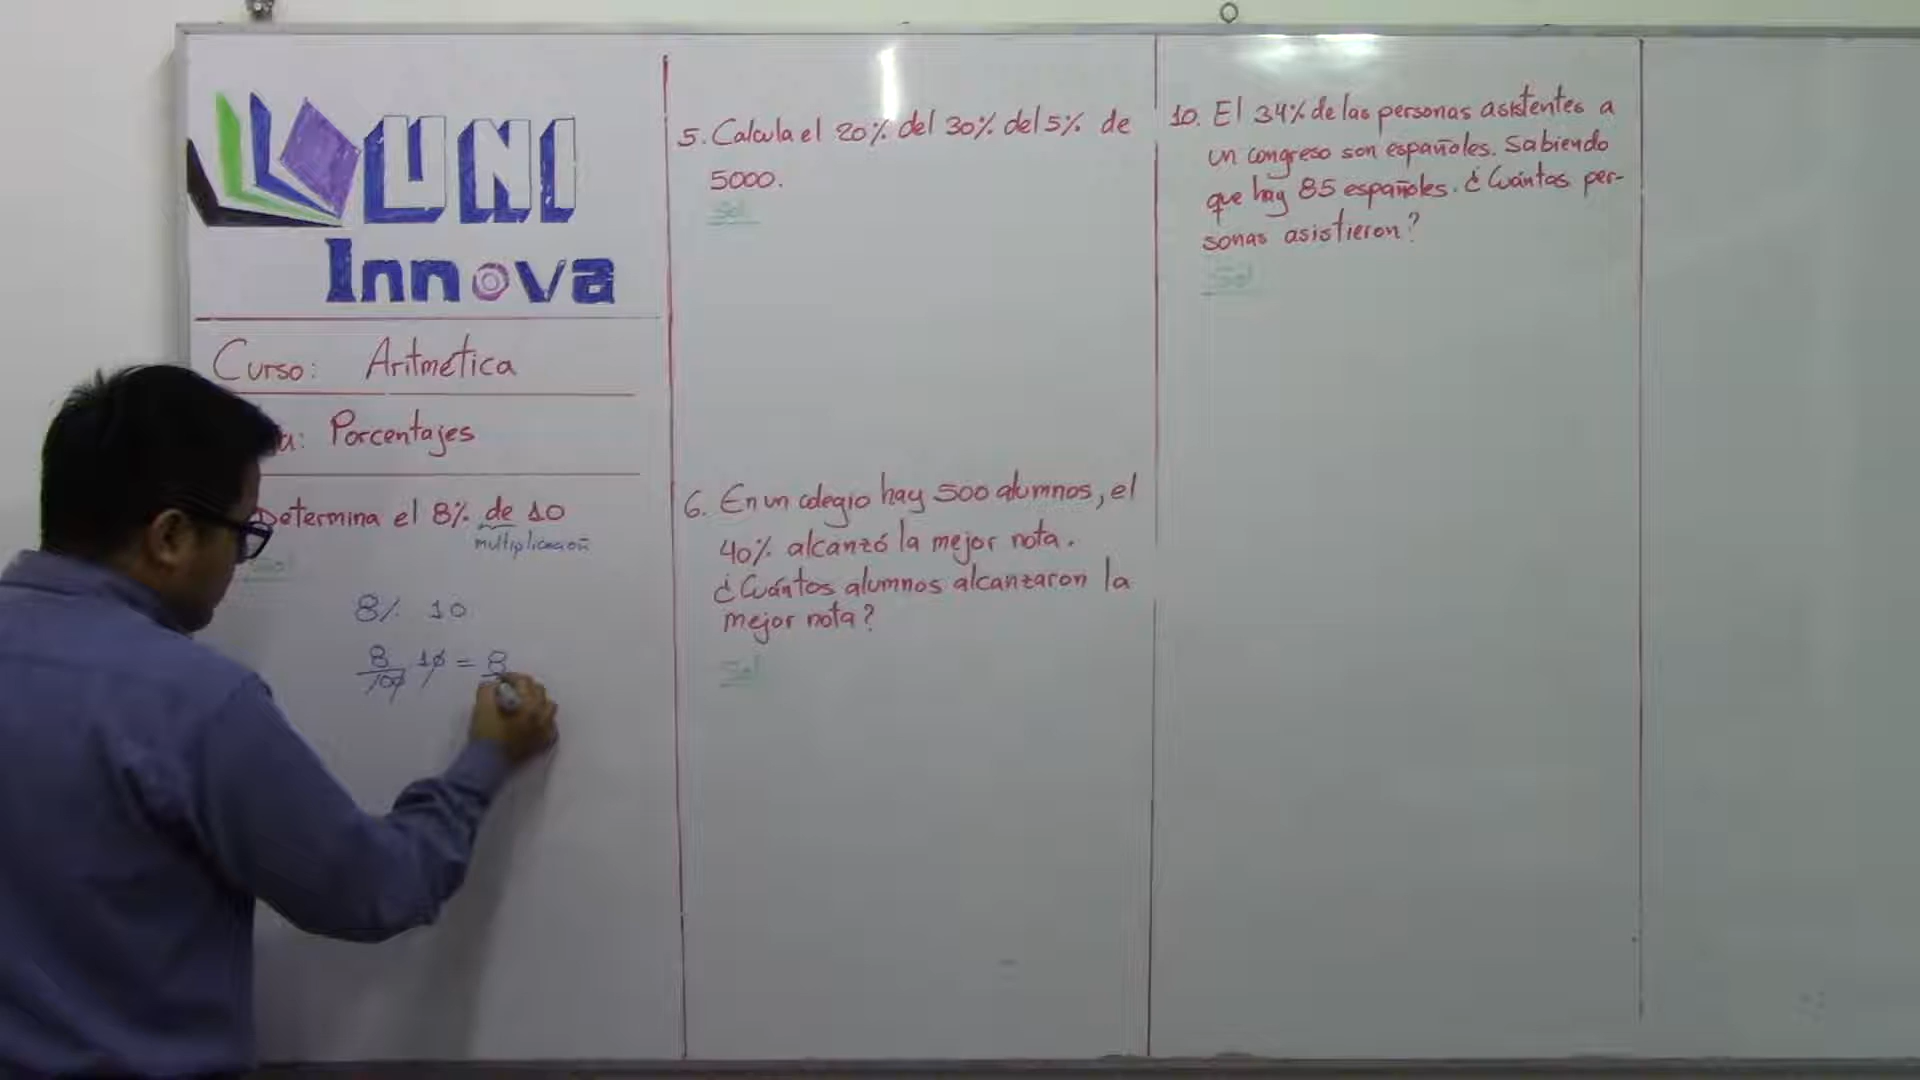 UNI
Innova
Curso: Aritmética
Porcentajes
Determina el 8% de 10
multiplicación
8% 10
8/100 10 = 8
5. Calcula el 20% del 30% del 5% de
5000.
Sol
6. En un colegio hay 500 alumnos, el
40% alcanzó la mejor nota.
¿Cuántos alumnos alcanzaron la
mejor nota?
Sol
10. El 34% de las personas asistentes a
un congreso son españoles. Sabiendo
que hay 85 españoles. ¿Cuántas per-
sonas asistieron?
Sol